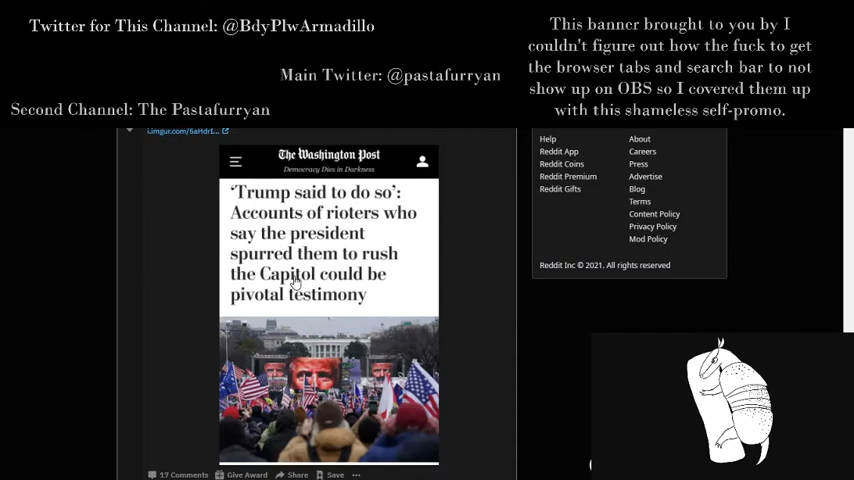 Twitter for This Channel: @BdyPlwArmadillo
Main Twitter: @pastafurryan
Second Channel: The Pastafurryan
This banner brought to you by I
couldn't figure out how the fuck to get
the browser tabs and search bar to not
show up on OBS so I covered them up
with this shameless self-promo.
i.imgur.com/5aHdrI...
The Washington Post
Democracy Dies in Darkness
‘Trump said to do so’:
Accounts of rioters who
say the president
spurred them to rush
the Capitol could be
pivotal testimony
17 Comments Give Award Share Save ...
Help
Reddit App
Reddit Coins
Reddit Premium
Reddit Gifts
About
Careers
Press
Advertise
Blog
Terms
Content Policy
Privacy Policy
Mod Policy
Reddit Inc © 2021. All rights reserved